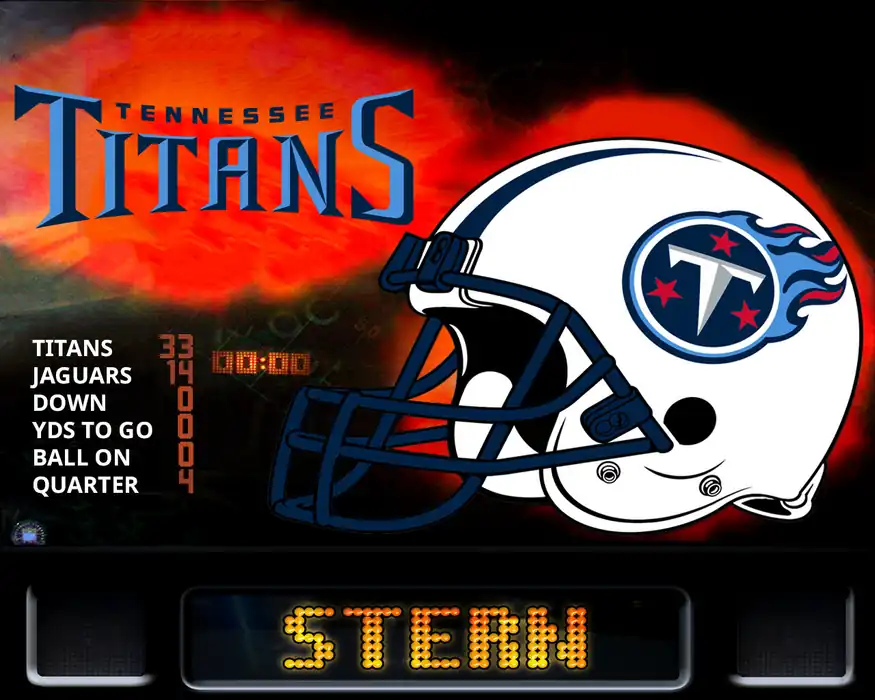 TENNESSEE
TITANS
TITANS 33
JAGUARS 14
00:00
DOWN 0
YDS TO GO 0
BALL ON 0
QUARTER 4
STERN